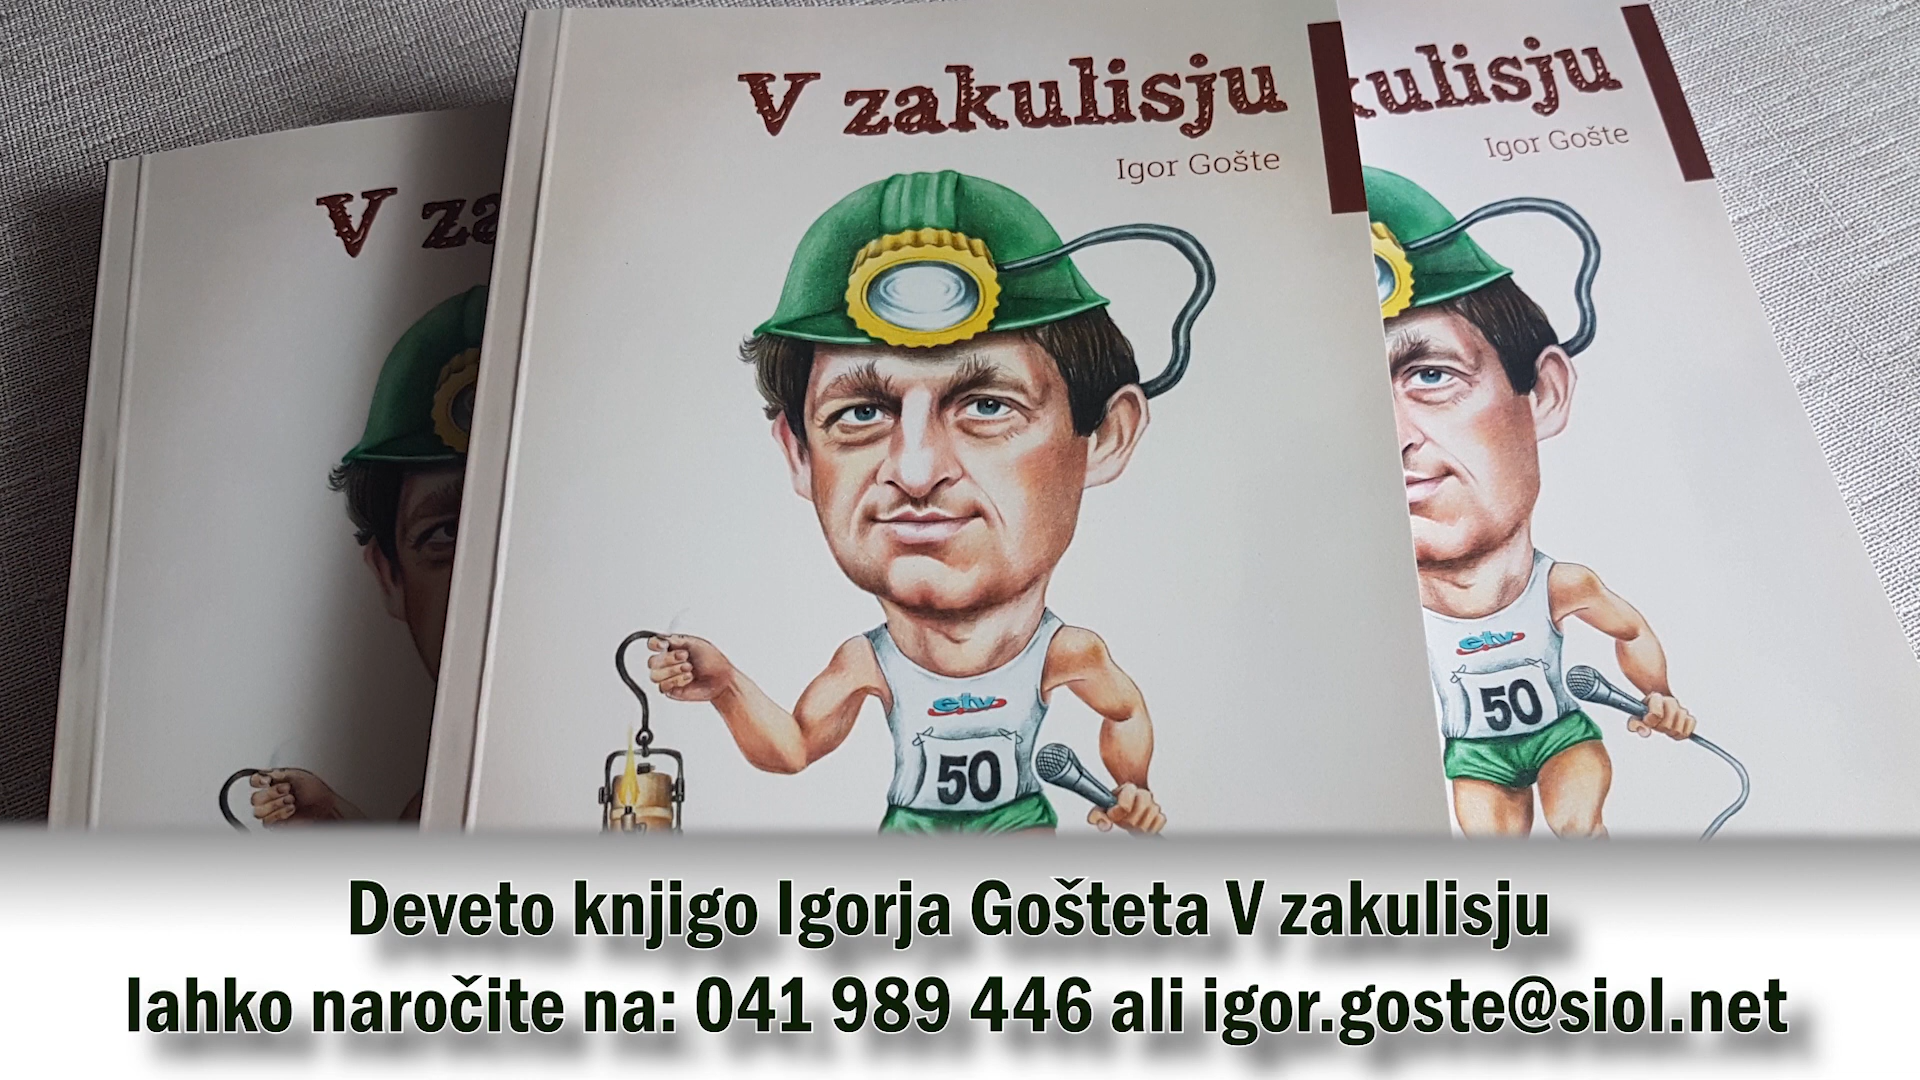 V zakulisju
Igor Gošte
etv
50
V za
kulisju
Igor Gošte
etv
50
Deveto knjigo Igorja Gošteta V zakulisju
lahko naročite na: 041 989 446 ali igor.goste@siol.net